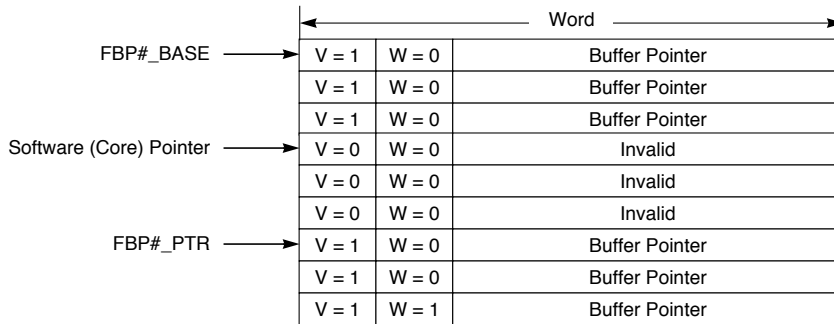 Word
FBP#_BASE V = 1 W = 0 Buffer Pointer
V = 1 W = 0 Buffer Pointer
V = 1 W = 0 Buffer Pointer
Software (Core) Pointer V = 0 W = 0 Invalid
V = 0 W = 0 Invalid
V = 0 W = 0 Invalid
FBP#_PTR V = 1 W = 0 Buffer Pointer
V = 1 W = 0 Buffer Pointer
V = 1 W = 1 Buffer Pointer